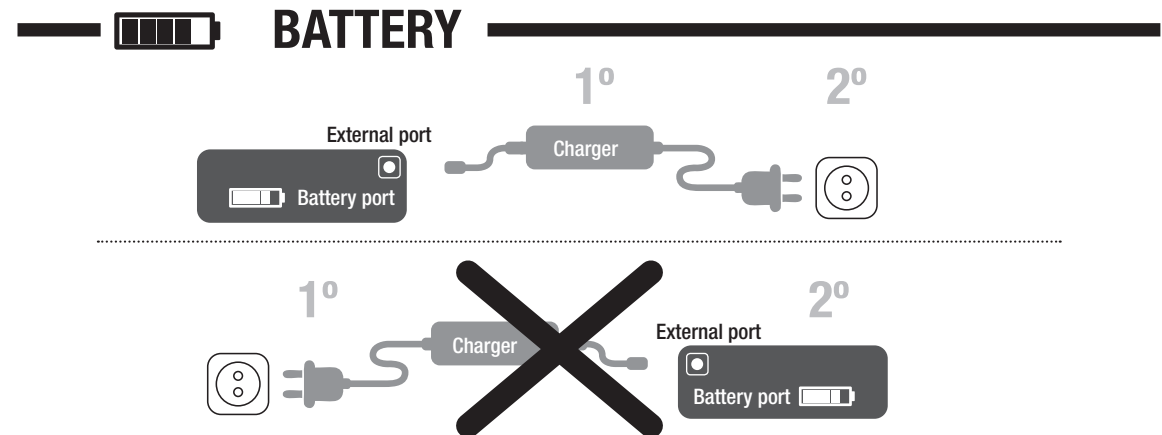 BATTERY
1º 2º
External port
Charger
Battery port
1º 2º
External port
Charger
Battery port